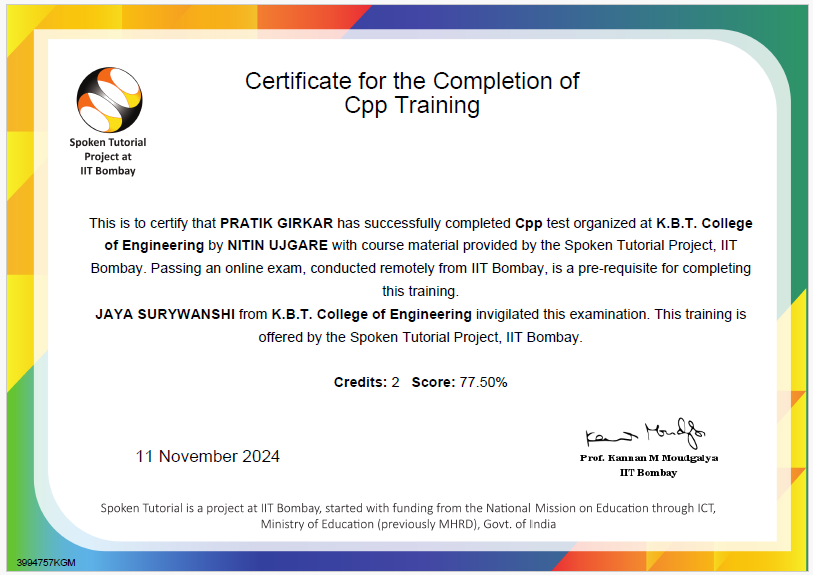 Certificate for the Completion of
Cpp Training
Spoken Tutorial
Project at
IIT Bombay
This is to certify that PRATIK GIRKAR has successfully completed Cpp test organized at K.B.T. College
of Engineering by NITIN UJGARE with course material provided by the Spoken Tutorial Project, IIT
Bombay. Passing an online exam, conducted remotely from IIT Bombay, is a pre-requisite for completing
this training.
JAYA SURYWANSHI from K.B.T. College of Engineering invigilated this examination. This training is
offered by the Spoken Tutorial Project, IIT Bombay.
Credits: 2 Score: 77.50%
11 November 2024
Kannan Moudgalya
Prof. Kannan M Moudgalya
IIT Bombay
Spoken Tutorial is a project at IIT Bombay, started with funding from the National Mission on Education through ICT,
Ministry of Education (previously MHRD), Govt. of India
3994757KGM